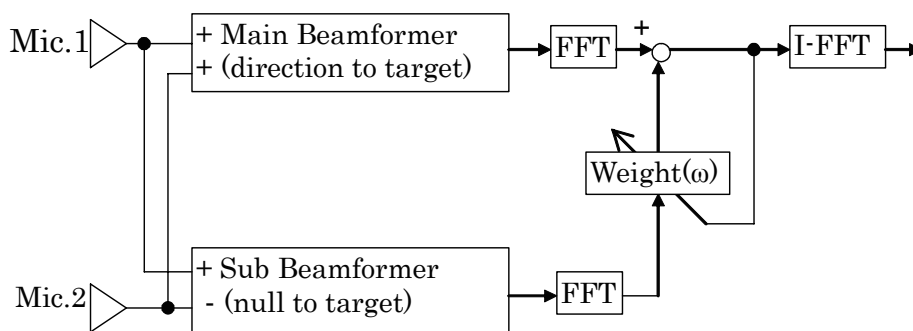 Mic.1
+ Main Beamformer
+ (direction to target)
FFT
+
I-FFT
Weight(ω)
+ Sub Beamformer
- (null to target)
Mic.2
FFT